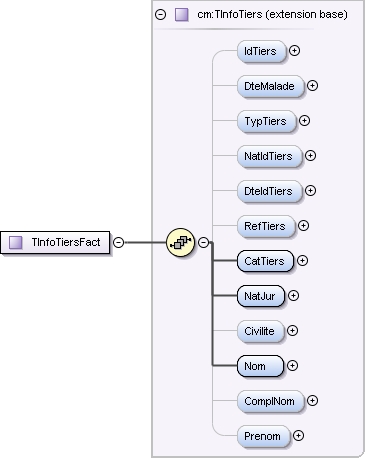 cm:TInfoTiers (extension base)
IdTiers
DteMalade
TypTiers
NatIdTiers
DteIdTiers
RefTiers
TInfoTiersFact
CatTiers
NatJur
Civilite
Nom
ComplNom
Prenom